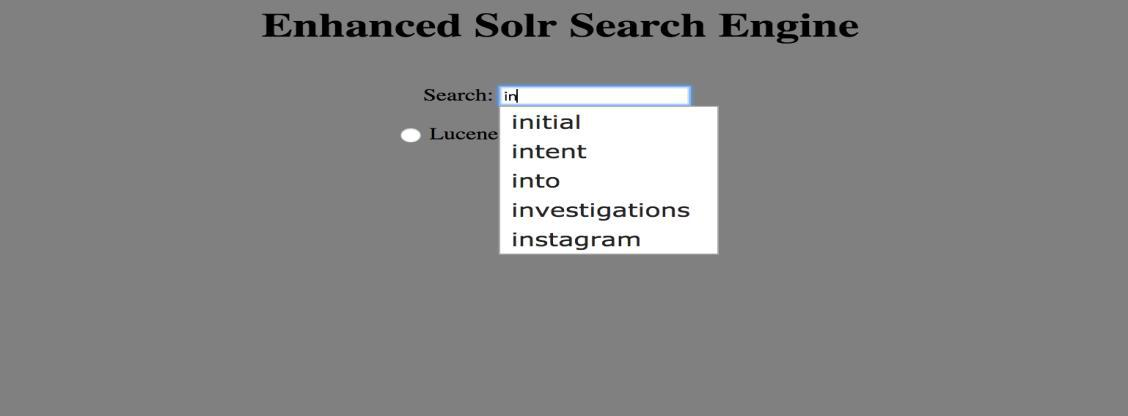 Enhanced Solr Search Engine
Search: in
Lucene
initial
intent
into
investigations
instagram